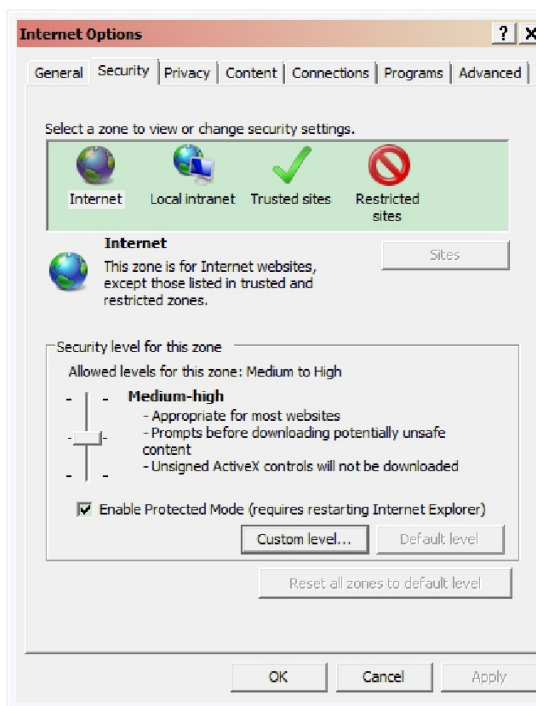 Internet Options
? X
General Security Privacy Content Connections Programs Advanced
Select a zone to view or change security settings.
Internet Local intranet Trusted sites Restricted
sites
Internet
This zone is for Internet websites,
except those listed in trusted and
restricted zones.
Sites
Security level for this zone
Allowed levels for this zone: Medium to High
Medium-high
- Appropriate for most websites
- Prompts before downloading potentially unsafe
content
- Unsigned ActiveX controls will not be downloaded
Enable Protected Mode (requires restarting Internet Explorer)
Custom level... Default level
Reset all zones to default level
OK Cancel Apply